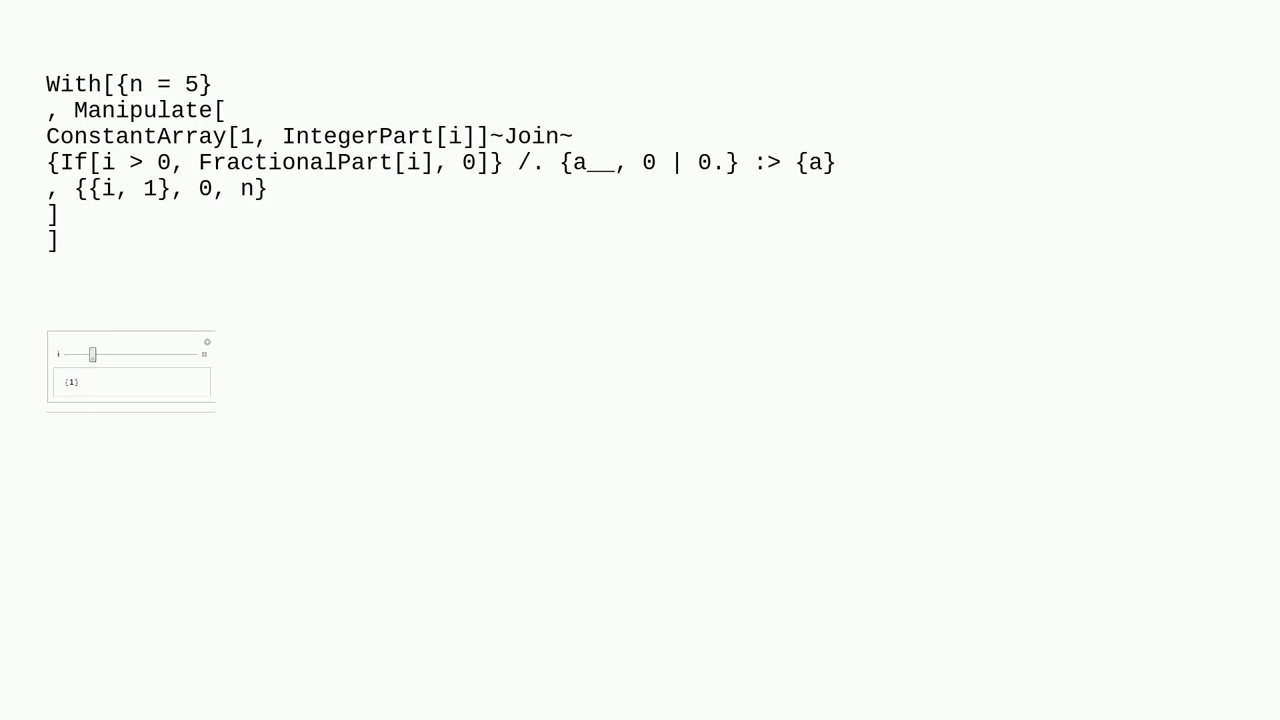 With[{n = 5}
, Manipulate[
ConstantArray[1, IntegerPart[i]]~Join~
{If[i > 0, FractionalPart[i], 0]} /. {a__, 0 | 0.} :> {a}
, {{i, 1}, 0, n}
]
]
i
{1}